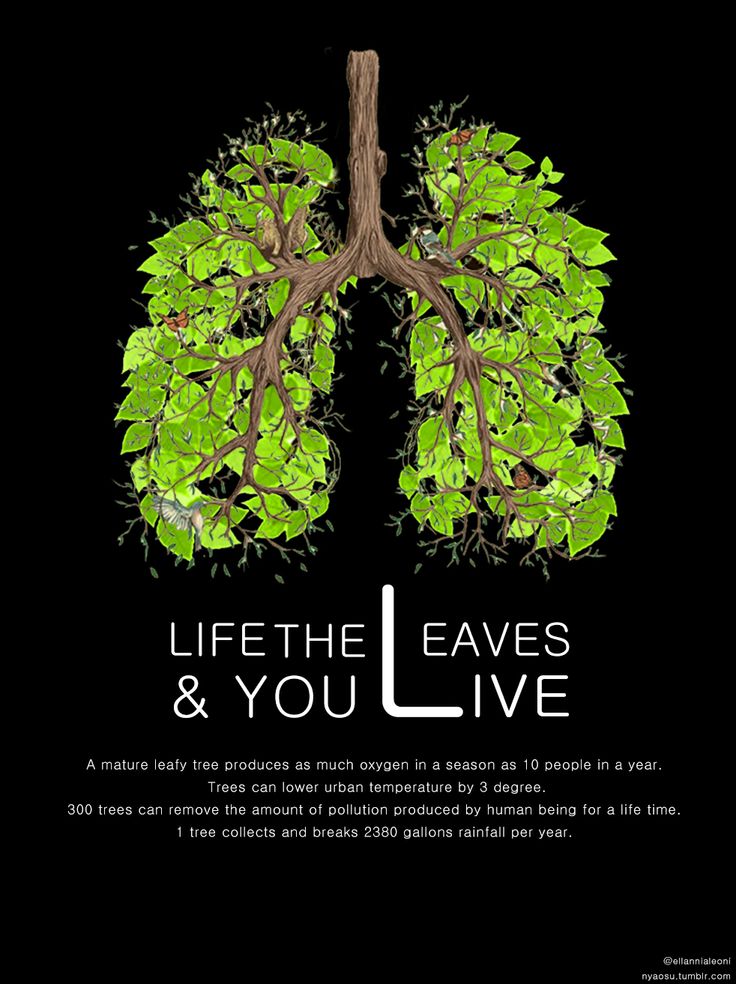 LIFE THE LEAVES
& YOU LIVE
A mature leafy tree produces as much oxygen in a season as 10 people in a year.
Trees can lower urban temperature by 3 degree.
300 trees can remove the amount of pollution produced by human being for a life time.
1 tree collects and breaks 2380 gallons rainfall per year.
@ellannialeoni
nyaosu.tumblr.com